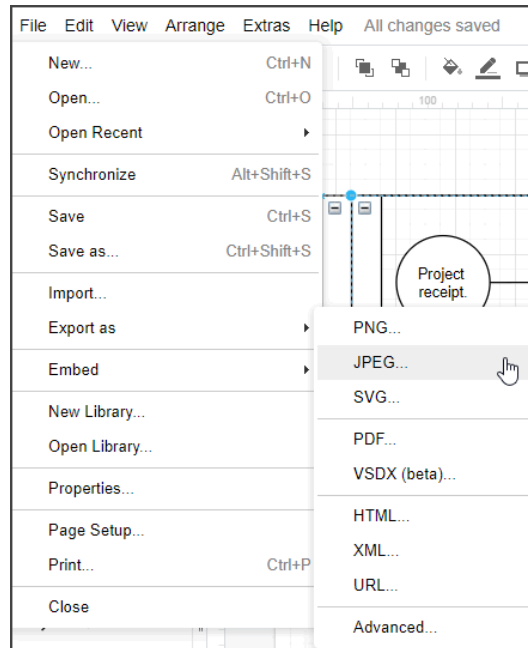 File Edit View Arrange Extras Help All changes saved
New... Ctrl+N
Open... Ctrl+O
100
Open Recent
Synchronize Alt+Shift+S
Save Ctrl+S
Save as... Ctrl+Shift+S
Project
receipt.
Import...
Export as
Embed
New Library...
Open Library...
Properties...
Page Setup...
Print... Ctrl+P
Close
PNG...
JPEG...
SVG...
PDF...
VSDX (beta)...
HTML...
XML...
URL...
Advanced...